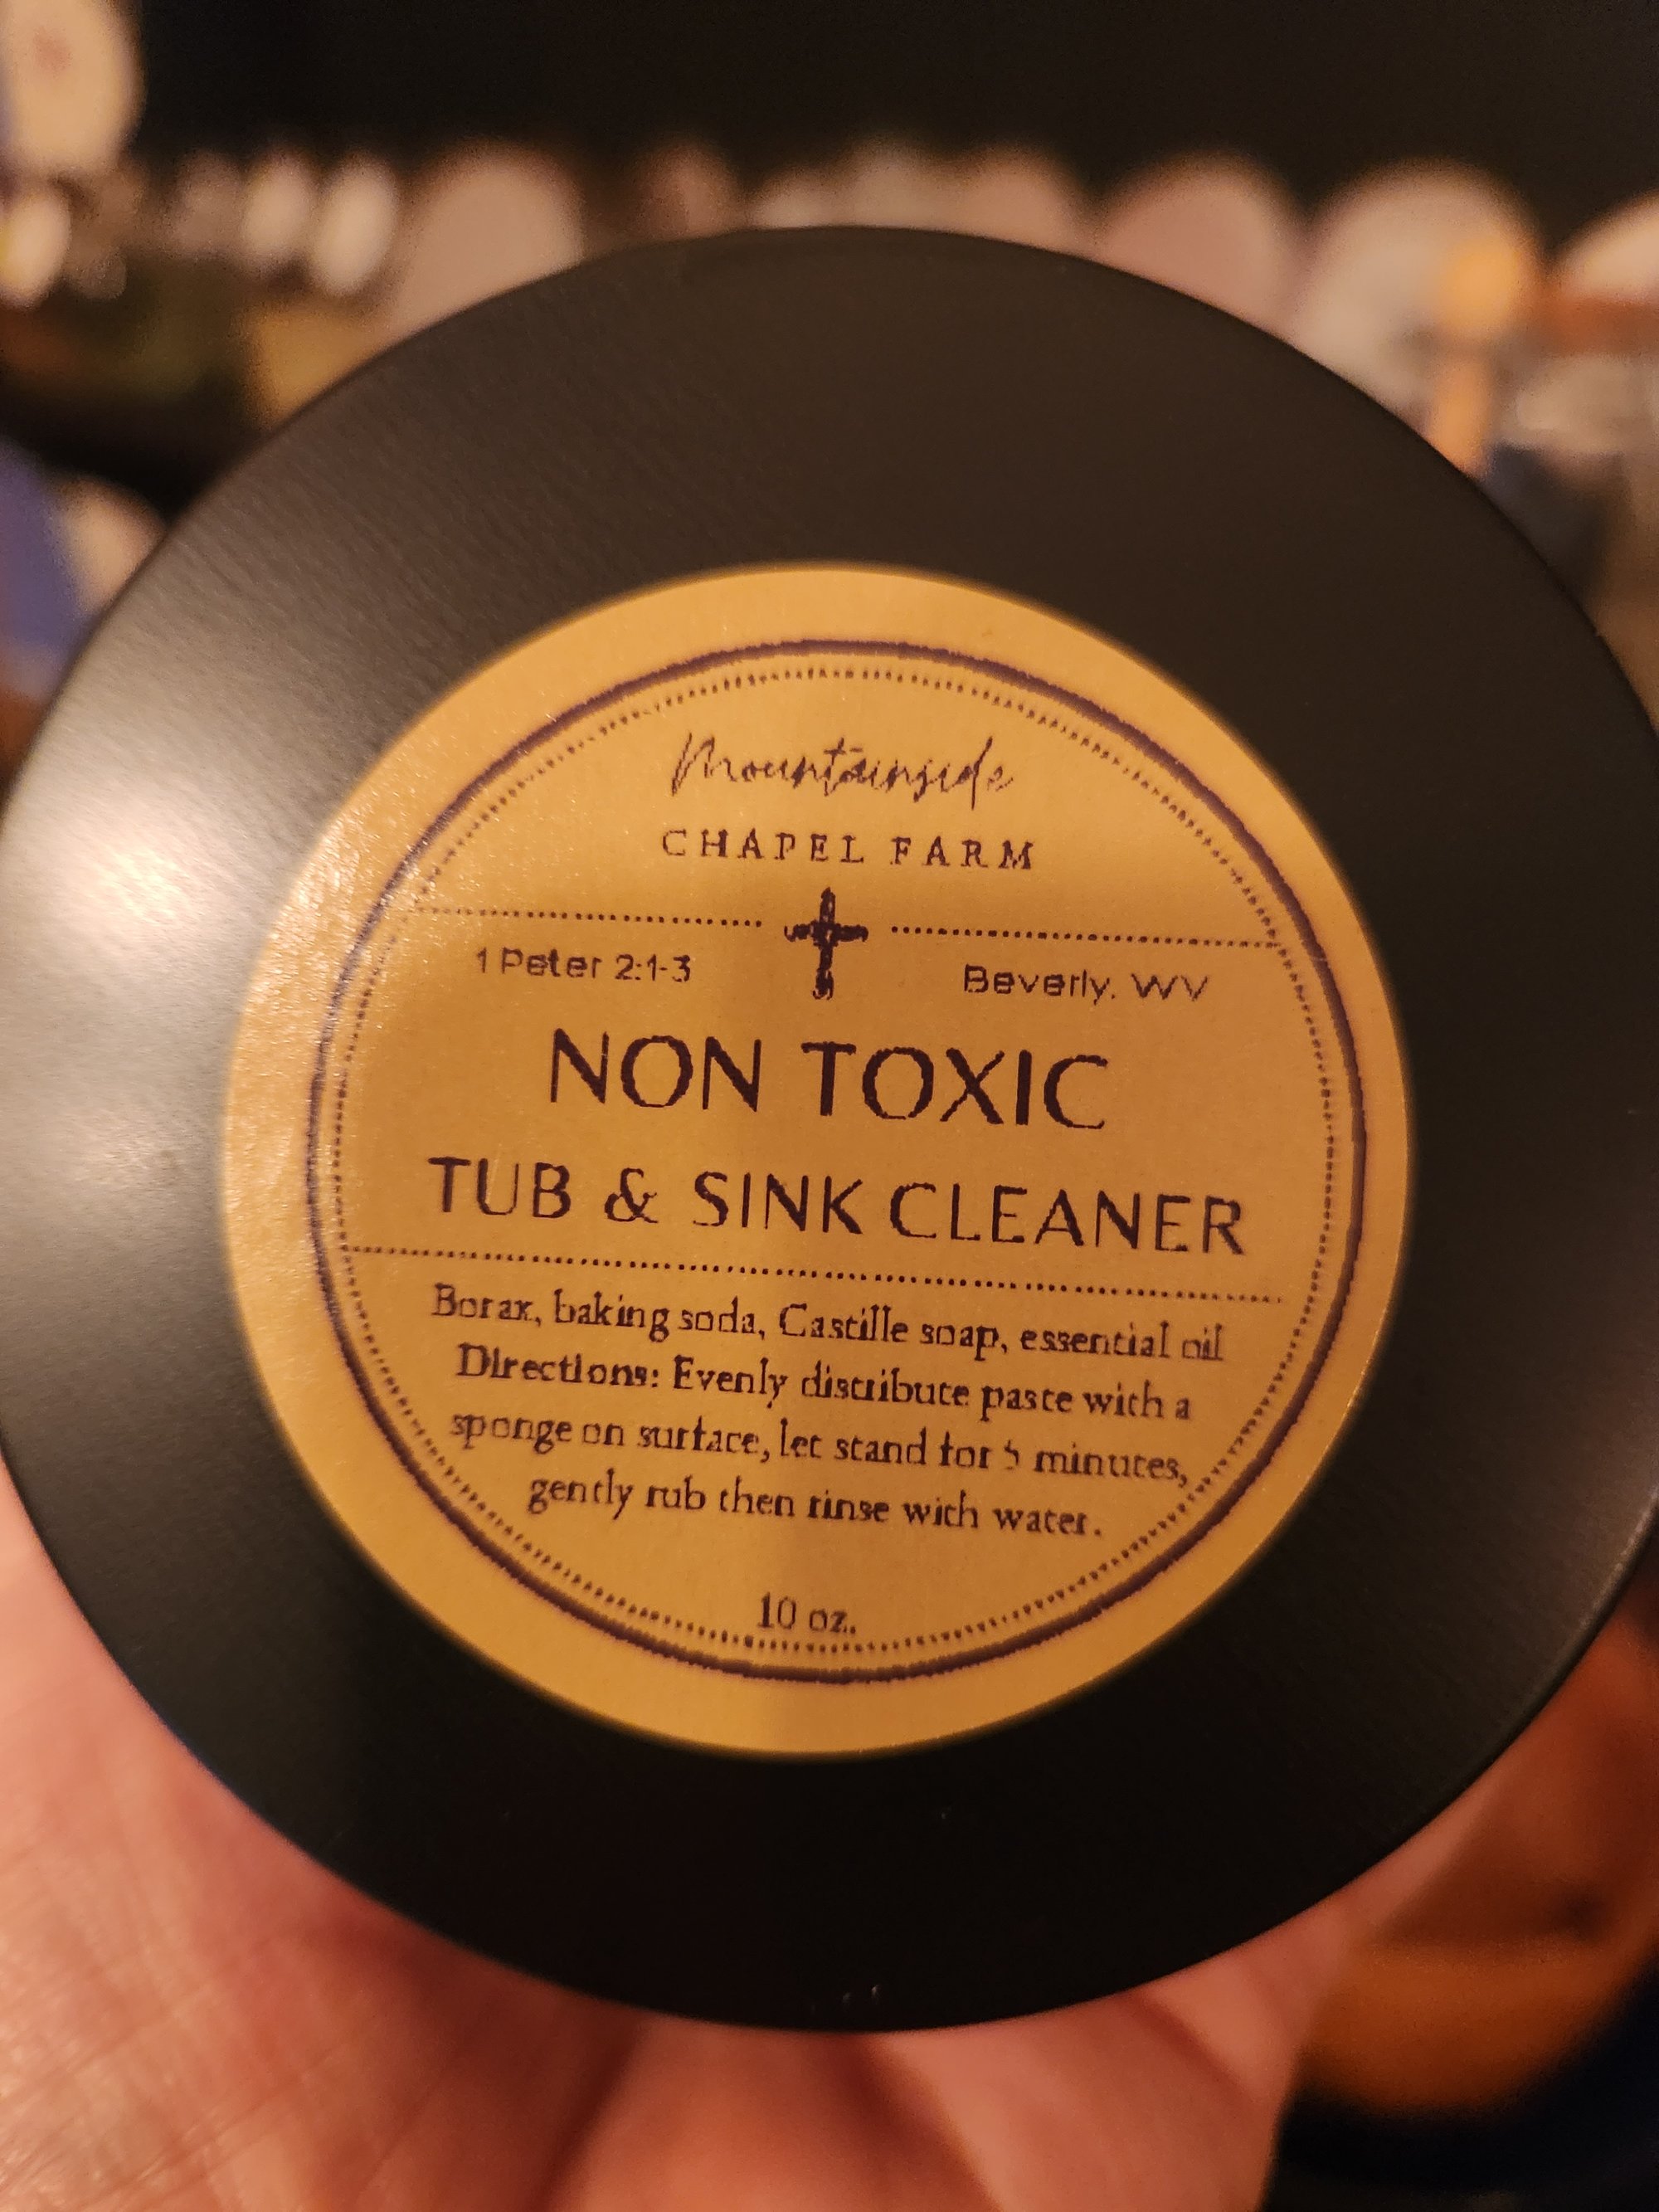 Mountainside
CHAPEL FARM
1 Peter 2:1-3
Beverly, WV
NON TOXIC
TUB & SINK CLEANER
Borax, baking soda, Castille soap, essential oil
Directions: Evenly distribute paste with a
sponge on surface, let stand for 5 minutes,
gently rub then rinse with water.
10 oz.